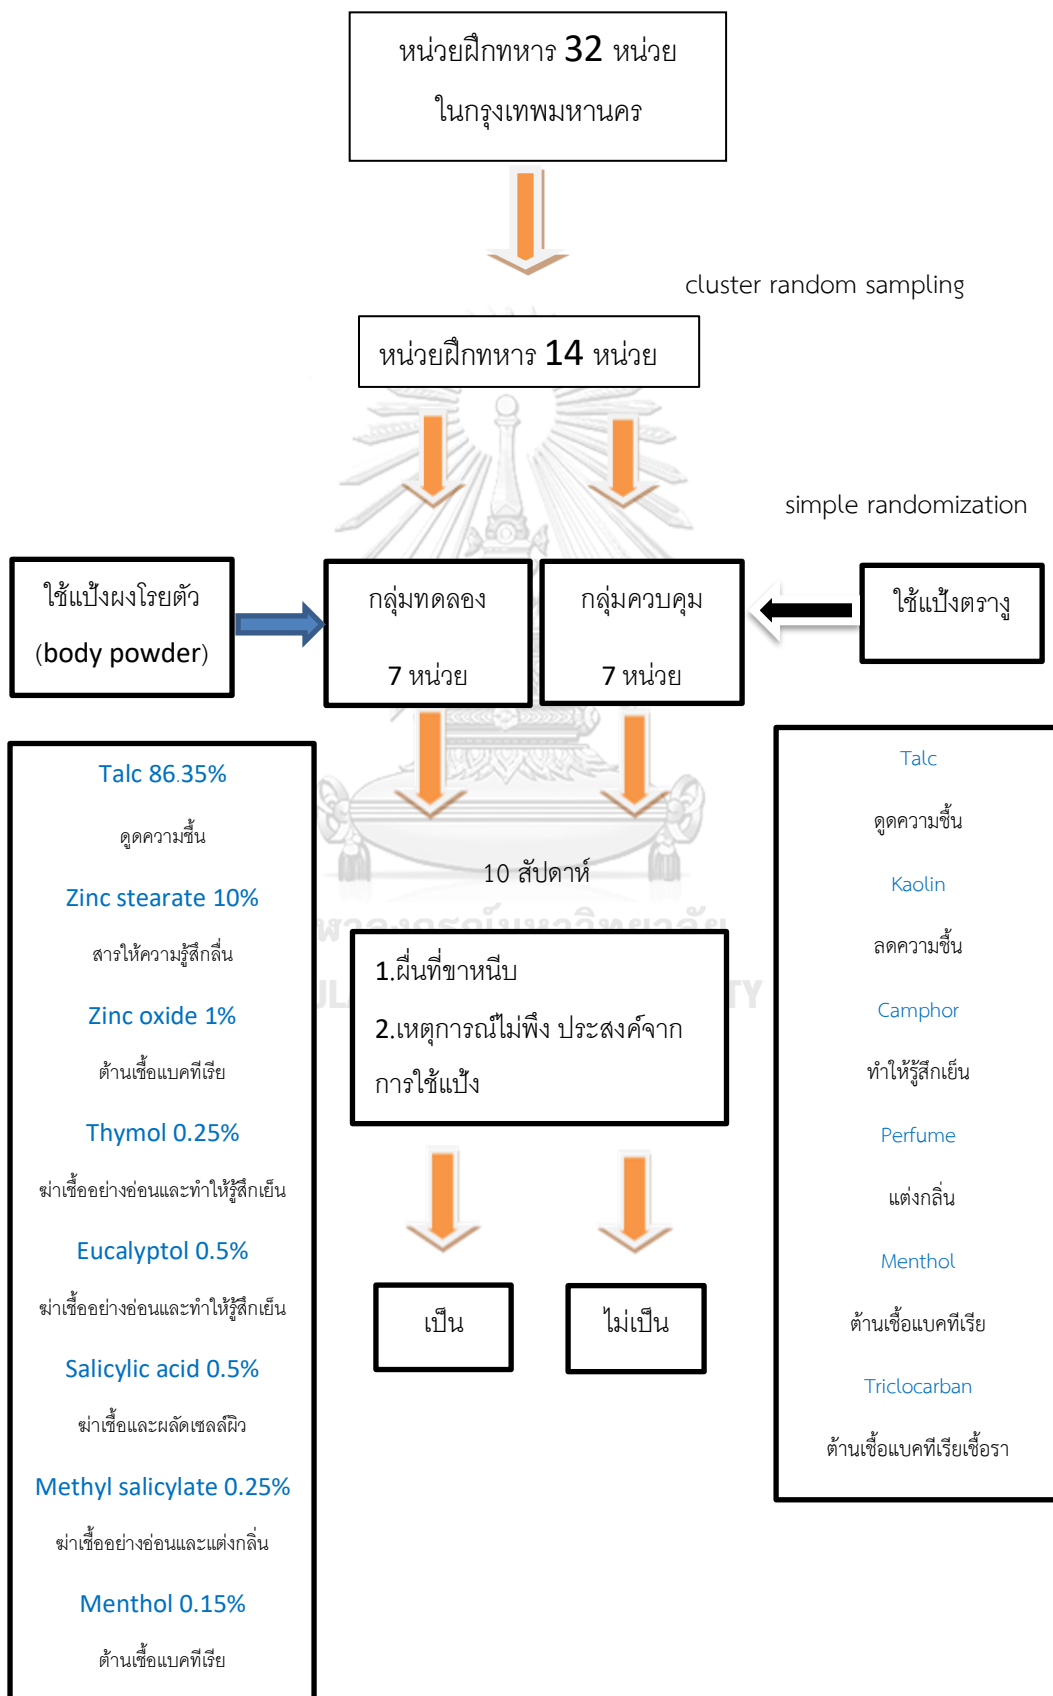 หน่วยฝึกทหาร 32 หน่วย
ในกรุงเทพมหานคร
cluster random sampling
หน่วยฝึกทหาร 14 หน่วย
simple randomization
ใช้แป้งผงโรยตัว
(body powder)
กลุ่มทดลอง
7 หน่วย
กลุ่มควบคุม
7 หน่วย
ใช้แป้งตรางู
Talc 86.35%
ดูดความชื้น
Zinc stearate 10%
สารให้ความรู้สึกลื่น
Zinc oxide 1%
ต้านเชื้อแบคทีเรีย
Thymol 0.25%
ฆ่าเชื้ออย่างอ่อนและทำให้รู้สึกเย็น
Eucalyptol 0.5%
ฆ่าเชื้ออย่างอ่อนและทำให้รู้สึกเย็น
Salicylic acid 0.5%
ฆ่าเชื้อและผลัดเซลล์ผิว
Methyl salicylate 0.25%
ฆ่าเชื้ออย่างอ่อนและแต่งกลิ่น
Menthol 0.15%
ต้านเชื้อแบคทีเรีย
10 สัปดาห์
1.ผื่นที่ขาหนีบ
2.เหตุการณ์ไม่พึง ประสงค์จาก
การใช้แป้ง
เป็น
ไม่เป็น
Talc
ดูดความชื้น
Kaolin
ลดความชื้น
Camphor
ทำให้รู้สึกเย็น
Perfume
แต่งกลิ่น
Menthol
ต้านเชื้อแบคทีเรีย
Triclocarban
ต้านเชื้อแบคทีเรียเชื้อรา